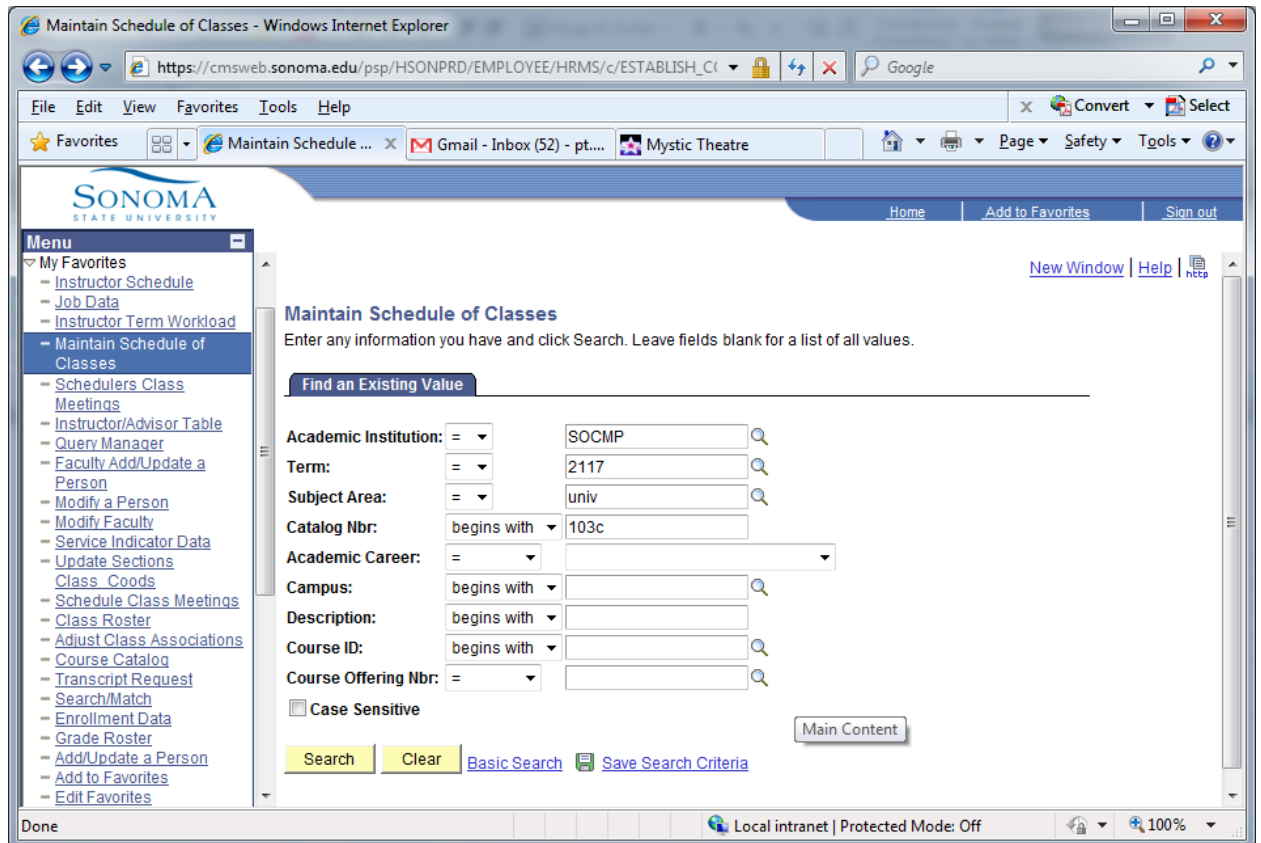 Maintain Schedule of Classes - Windows Internet Explorer
https://cmsweb.sonoma.edu/psp/HSONPRD/EMPLOYEE/HRMS/c/ESTABLISH_C(
Google
File Edit View Favorites Tools Help
x Convert Select
Favorites Maintain Schedule ... X Gmail - Inbox (52) - pt.... Mystic Theatre Page Safety Tools
SONOMA
STATE UNIVERSITY
Home Add to Favorites Sign out
Menu
My Favorites
Instructor Schedule
Job Data
Instructor Term Workload
Maintain Schedule of
Classes
Schedulers Class
Meetings
Instructor/Advisor Table
Query Manager
Faculty Add/Update a
Person
Modify a Person
Modify Faculty
Service Indicator Data
Update Sections
Class_Coods
Schedule Class Meetings
Class Roster
Adjust Class Associations
Course Catalog
Transcript Request
Search/Match
Enrollment Data
Grade Roster
Add/Update a Person
Add to Favorites
Edit Favorites
New Window | Help | http
Maintain Schedule of Classes
Enter any information you have and click Search. Leave fields blank for a list of all values.
Find an Existing Value
Academic Institution: = SOCMP
Term: = 2117
Subject Area: = univ
Catalog Nbr: begins with 103c
Academic Career: =
Campus: begins with
Description: begins with
Course ID: begins with
Course Offering Nbr: =
Case Sensitive
Main Content
Search Clear Basic Search Save Search Criteria
Done Local intranet | Protected Mode: Off 100%